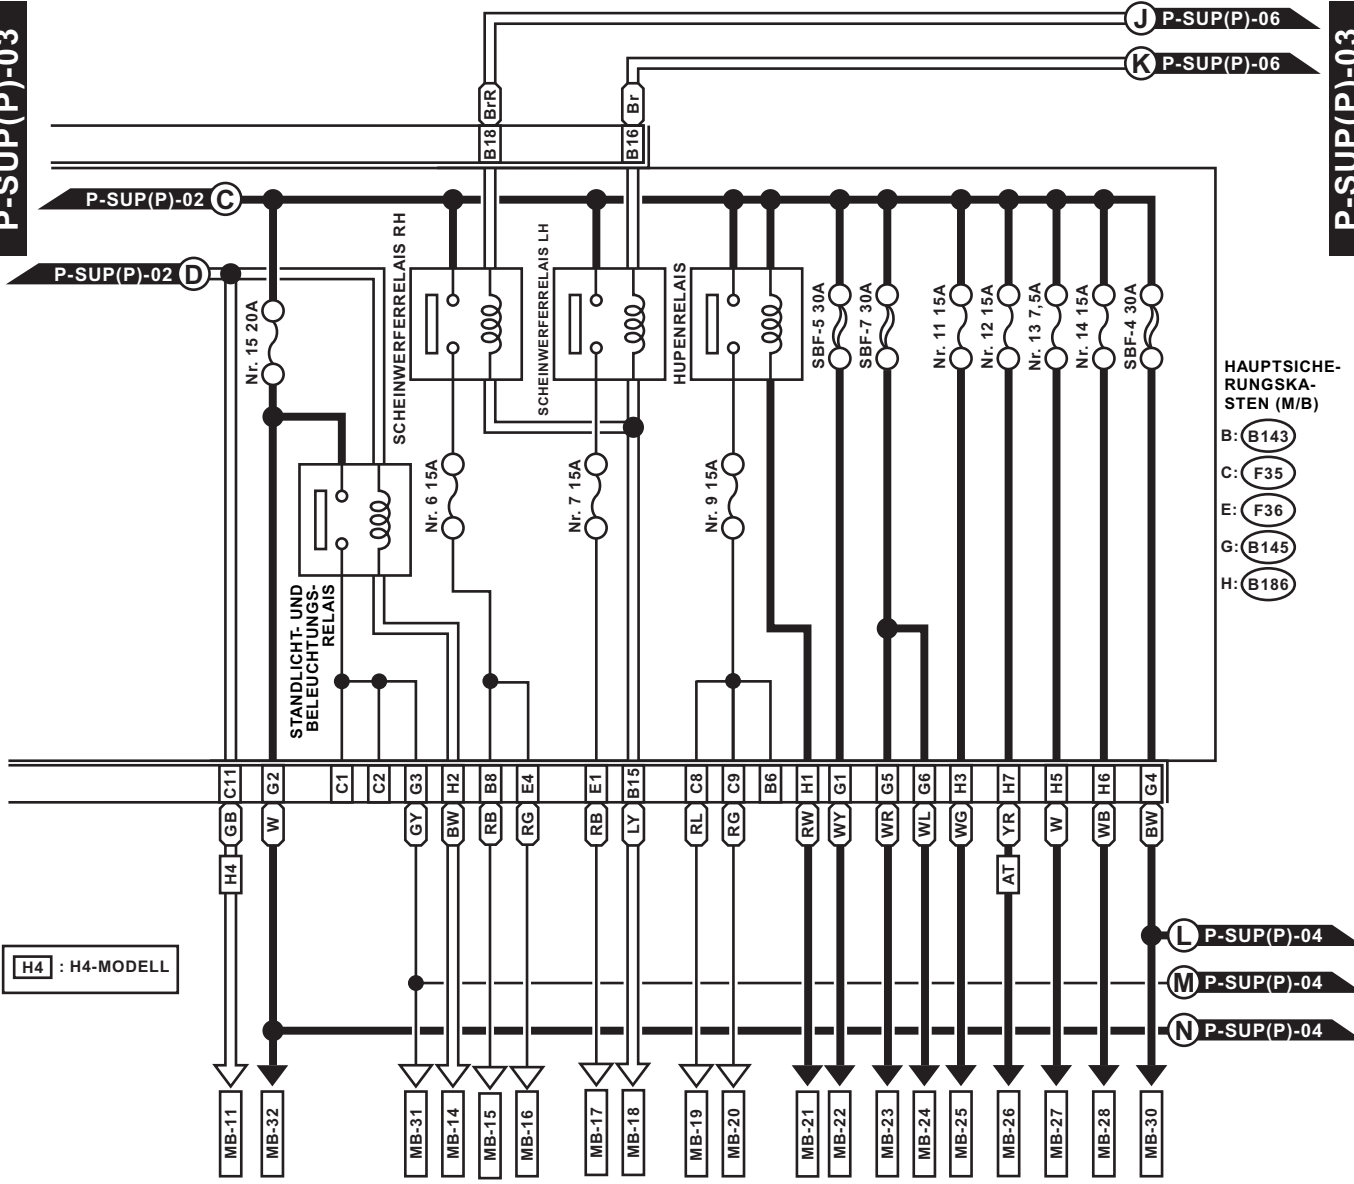 P-SUP(P)-03
P-SUP(P)-03
J P-SUP(P)-06
K P-SUP(P)-06
BrR
Br
B18
B16
P-SUP(P)-02 C
P-SUP(P)-02 D
SCHEINWERFERRELAIS RH
SCHEINWERFERRELAIS LH
HUPENRELAIS
Nr. 15 20A
SBF-5 30A
SBF-7 30A
Nr. 11 15A
Nr. 12 15A
Nr. 13 7,5A
Nr. 14 15A
SBF-4 30A
HAUPTSICHE-
RUNGSKA-
STEN (M/B)
B: B143
C: F35
E: F36
G: B145
H: B186
Nr. 6 15A
Nr. 7 15A
Nr. 9 15A
STANDLICHT- UND
BELEUCHTUNGS-
RELAIS
C11 G2 C1 C2 G3 H2 B8 E4 E1 B15 C8 C9 B6 H1 G1 G5 G6 H3 H7 H5 H6 G4
GB W GY BW RB RG RB LY RL RG RW WY WR WL WG YR W WB BW
H4
AT
H4 : H4-MODELL
L P-SUP(P)-04
M P-SUP(P)-04
N P-SUP(P)-04
MB-11 MB-32 MB-31 MB-14 MB-15 MB-16 MB-17 MB-18 MB-19 MB-20 MB-21 MB-22 MB-23 MB-24 MB-25 MB-26 MB-27 MB-28 MB-30